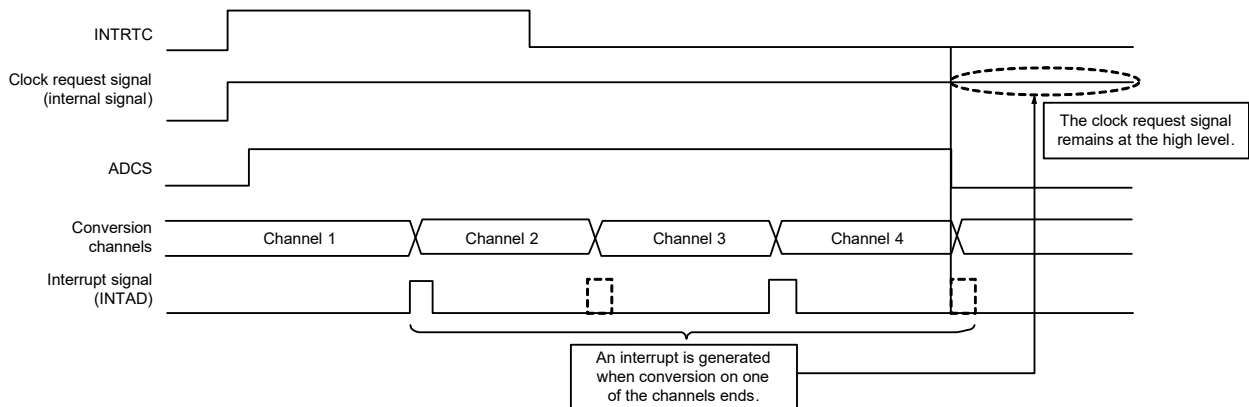 INTRTC
Clock request signal
(internal signal)
The clock request signal
remains at the high level.
ADCS
Conversion
channels
Channel 1
Channel 2
Channel 3
Channel 4
Interrupt signal
(INTAD)
An interrupt is generated
when conversion on one
of the channels ends.